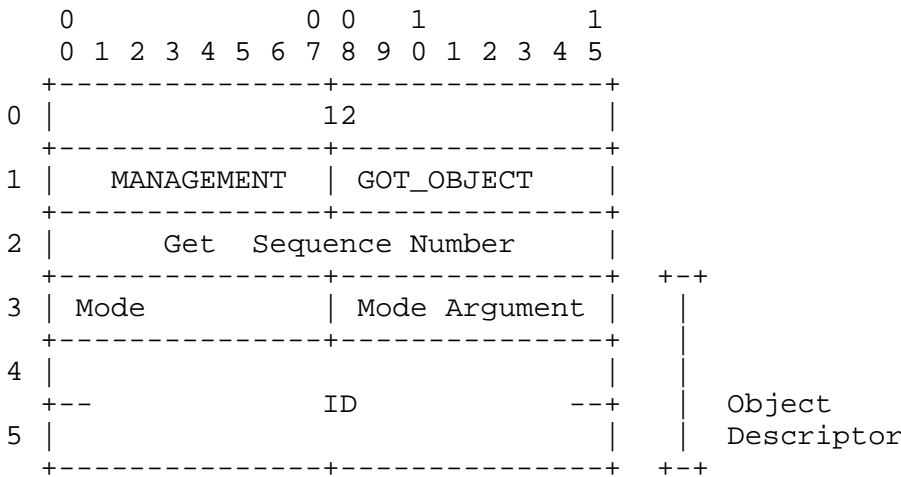 0             0 0   1         1
     0 1 2 3 4 5 6 7 8 9 0 1 2 3 4 5
    +---------------+---------------+
0   |               12              |
    +---------------+---------------+
1   |   MANAGEMENT  | GOT_OBJECT    |
    +---------------+---------------+
2   |      Get  Sequence Number     |
    +---------------+---------------+  +-+
3   | Mode          | Mode Argument |   |
    +---------------+---------------+   |
4   |                               |   |
    +--             ID            --+   |  Object
5   |                               |   |  Descriptor
    +---------------+---------------+  +-+